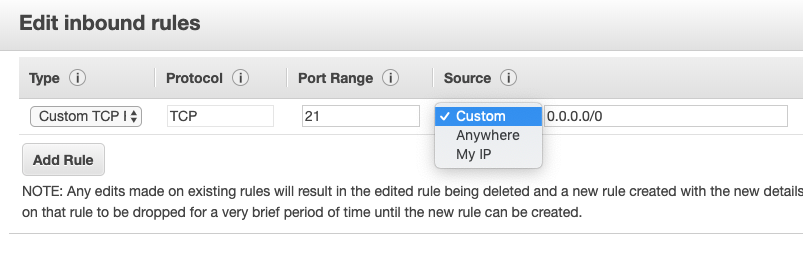 Edit inbound rules
Type i Protocol i Port Range i Source i
Custom TCP I TCP 21 Custom 0.0.0.0/0
Anywhere
My IP
Add Rule
NOTE: Any edits made on existing rules will result in the edited rule being deleted and a new rule created with the new details
on that rule to be dropped for a very brief period of time until the new rule can be created.